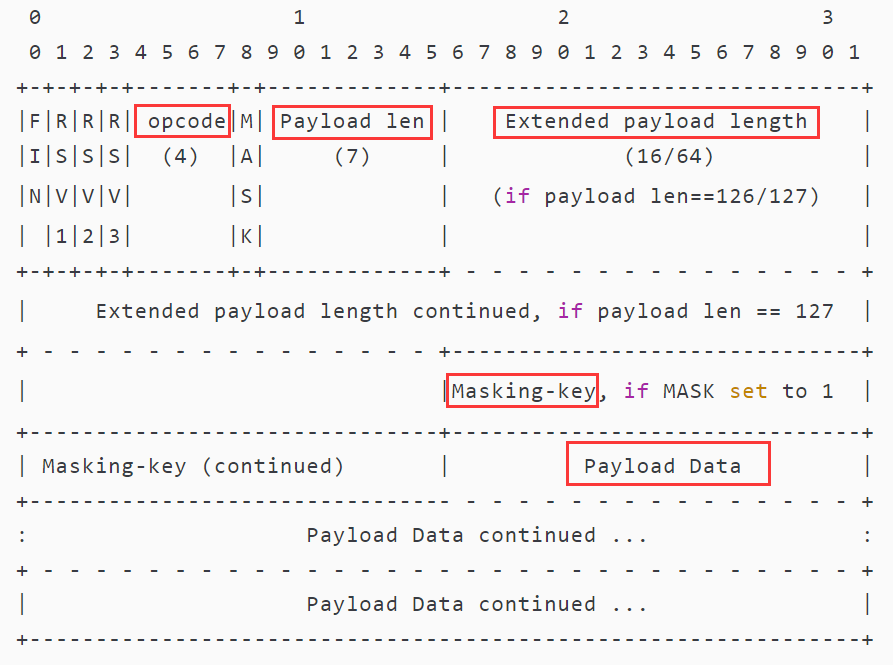 0                   1                   2                   3
 0 1 2 3 4 5 6 7 8 9 0 1 2 3 4 5 6 7 8 9 0 1 2 3 4 5 6 7 8 9 0 1
+-+-+-+-+-------+-+-------------+-------------------------------+
|F|R|R|R| opcode|M| Payload len |    Extended payload length    |
|I|S|S|S|  (4)  |A|     (7)     |             (16/64)           |
|N|V|V|V|       |S|             |   (if payload len==126/127)   |
| |1|2|3|       |K|             |                               |
+-+-+-+-+-------+-+-------------+ - - - - - - - - - - - - - - - +
|     Extended payload length continued, if payload len == 127  |
+ - - - - - - - - - - - - - - - +-------------------------------+
|                               |Masking-key, if MASK set to 1  |
+-------------------------------+-------------------------------+
| Masking-key (continued)       |          Payload Data         |
+-------------------------------- - - - - - - - - - - - - - - - +
:                     Payload Data continued ...                :
+ - - - - - - - - - - - - - - - - - - - - - - - - - - - - - - - +
|                     Payload Data continued ...                |
+---------------------------------------------------------------+